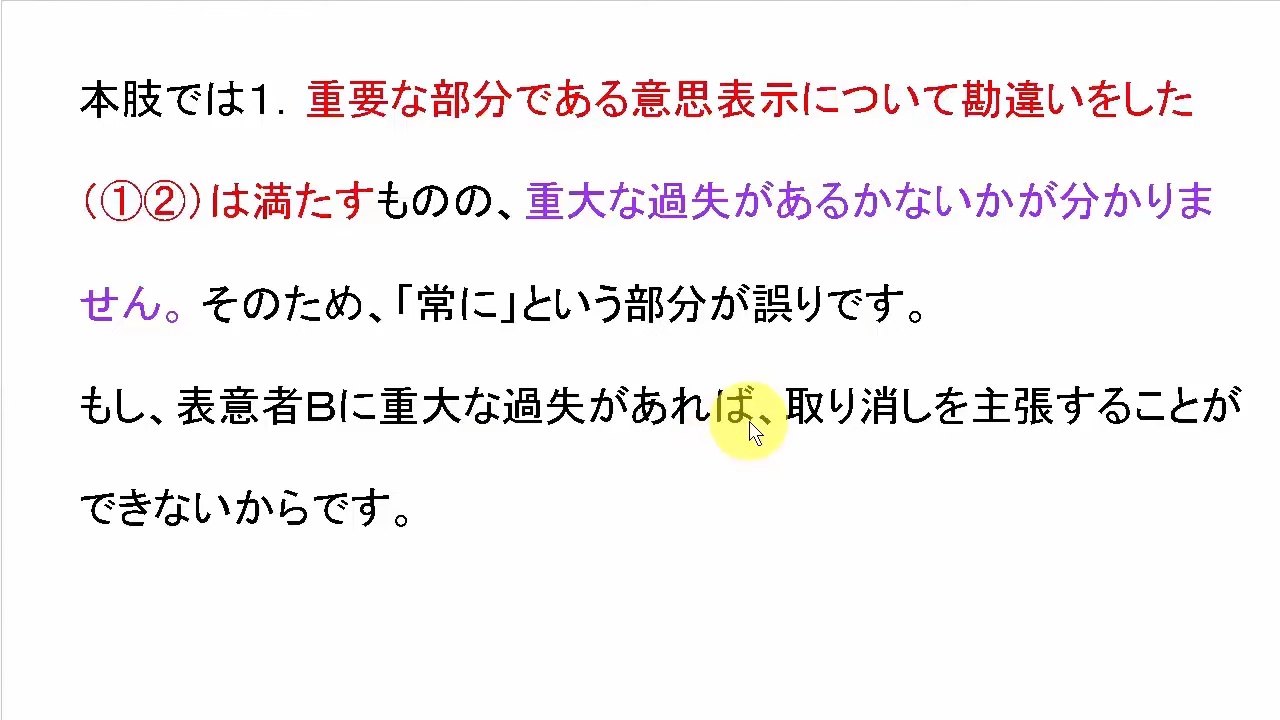 本肢では1．重要な部分である意思表示について勘違いをした
（①②）は満たすものの、重大な過失があるかないかが分かりま
せん。そのため、「常に」という部分が誤りです。
もし、表意者Ｂに重大な過失があれば、取り消しを主張することが
できないからです。